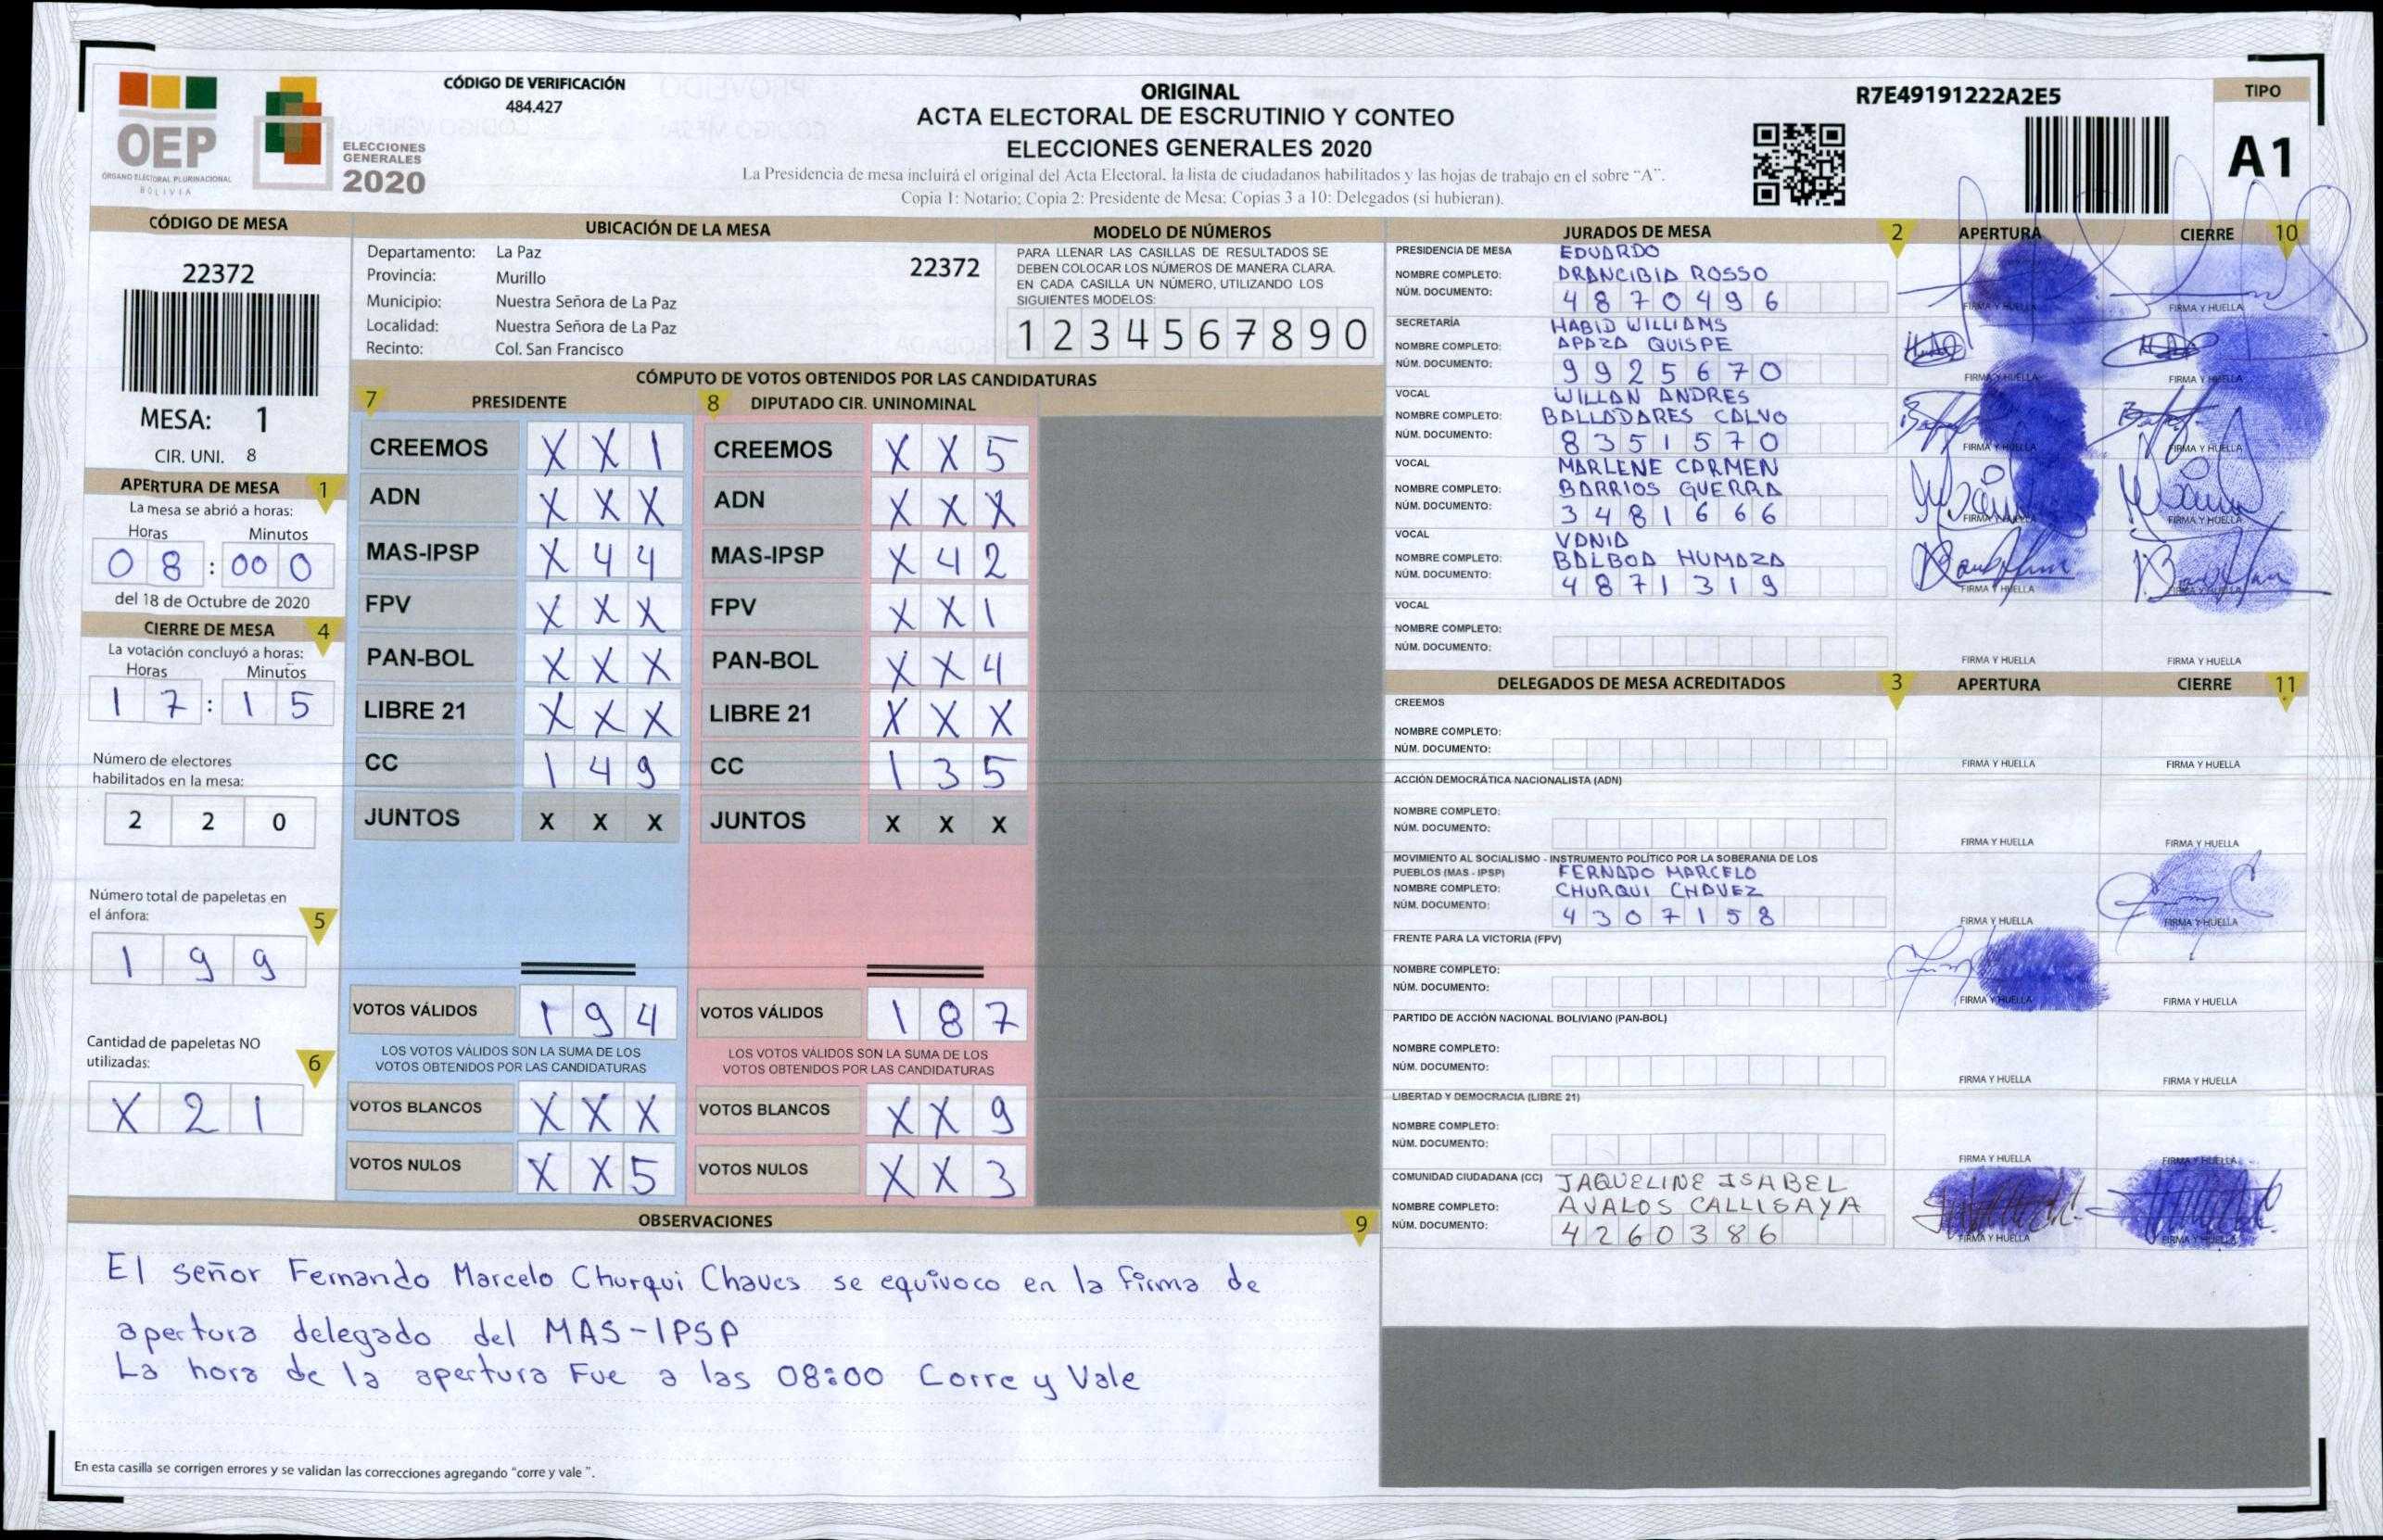 OEP
ÓRGANO ELECTORAL PLURINACIONAL
BOLIVIA
ELECCIONES
GENERALES
2020
CÓDIGO DE VERIFICACIÓN
484.427
ORIGINAL
ACTA ELECTORAL DE ESCRUTINIO Y CONTEO
ELECCIONES GENERALES 2020
La Presidencia de mesa incluirá el original del Acta Electoral, la lista de ciudadanos habilitados y las hojas de trabajo en el sobre "A".
Copia 1: Notario; Copia 2: Presidente de Mesa; Copias 3 a 10: Delegados (si hubieran).
R7E49191222A2E5
TIPO
A1
CÓDIGO DE MESA
22372
MESA: 1
CIR. UNI. 8
APERTURA DE MESA 1
La mesa se abrió a horas:
Horas Minutos
08:000
del 18 de Octubre de 2020
CIERRE DE MESA 4
La votación concluyó a horas:
Horas Minutos
17:15
Número de electores
habilitados en la mesa:
2 2 0
Número total de papeletas en
el ánfora: 5
1 9 9
Cantidad de papeletas NO
utilizadas: 6
X 2 1
UBICACIÓN DE LA MESA
Departamento: La Paz
Provincia: Murillo 22372
Municipio: Nuestra Señora de La Paz
Localidad: Nuestra Señora de La Paz
Recinto: Col. San Francisco
MODELO DE NÚMEROS
PARA LLENAR LAS CASILLAS DE RESULTADOS SE
DEBEN COLOCAR LOS NÚMEROS DE MANERA CLARA.
EN CADA CASILLA UN NÚMERO, UTILIZANDO LOS
SIGUIENTES MODELOS:
1 2 3 4 5 6 7 8 9 0
CÓMPUTO DE VOTOS OBTENIDOS POR LAS CANDIDATURAS
7 PRESIDENTE
CREEMOS X X 1
ADN X X X
MAS-IPSP X 4 4
FPV X X X
PAN-BOL X X X
LIBRE 21 X X X
CC 1 4 9
JUNTOS X X X
VOTOS VÁLIDOS 1 9 4
LOS VOTOS VÁLIDOS SON LA SUMA DE LOS
VOTOS OBTENIDOS POR LAS CANDIDATURAS
VOTOS BLANCOS X X X
VOTOS NULOS X X 5
8 DIPUTADO CIR. UNINOMINAL
CREEMOS X X 5
ADN X X X
MAS-IPSP X 4 2
FPV X X 1
PAN-BOL X X 4
LIBRE 21 X X X
CC 1 3 5
JUNTOS X X X
VOTOS VÁLIDOS 1 8 7
LOS VOTOS VÁLIDOS SON LA SUMA DE LOS
VOTOS OBTENIDOS POR LAS CANDIDATURAS
VOTOS BLANCOS X X 9
VOTOS NULOS X X 3
OBSERVACIONES 9
El señor Fernando Marcelo Churqui Chaves se equivoco en la firma de
apertura delegado del MAS-IPSP
La hora de la apertura Fue a las 08:00 Corre y Vale
En esta casilla se corrigen errores y se validan las correcciones agregando "corre y vale ".
JURADOS DE MESA 2 APERTURA CIERRE 10
PRESIDENCIA DE MESA EDUARDO
NOMBRE COMPLETO: ARANCIBIA ROSSO
NÚM. DOCUMENTO: 4870496
FIRMA Y HUELLA FIRMA Y HUELLA
SECRETARÍA HABID WILLIAMS
NOMBRE COMPLETO: APAZA QUISPE
NÚM. DOCUMENTO: 9925670
FIRMA Y HUELLA FIRMA Y HUELLA
VOCAL WILLAN ANDRES
NOMBRE COMPLETO: BALLADARES CALVO
NÚM. DOCUMENTO: 8351570
FIRMA Y HUELLA FIRMA Y HUELLA
VOCAL MARLENE CARMEN
NOMBRE COMPLETO: BARRIOS GUERRA
NÚM. DOCUMENTO: 3481666
FIRMA Y HUELLA FIRMA Y HUELLA
VOCAL VANIA
NOMBRE COMPLETO: BALBOA HUMAZA
NÚM. DOCUMENTO: 4871319
FIRMA Y HUELLA FIRMA Y HUELLA
VOCAL
NOMBRE COMPLETO:
NÚM. DOCUMENTO:
FIRMA Y HUELLA FIRMA Y HUELLA
DELEGADOS DE MESA ACREDITADOS 3 APERTURA CIERRE 11
CREEMOS
NOMBRE COMPLETO:
NÚM. DOCUMENTO:
FIRMA Y HUELLA FIRMA Y HUELLA
ACCIÓN DEMOCRÁTICA NACIONALISTA (ADN)
NOMBRE COMPLETO:
NÚM. DOCUMENTO:
FIRMA Y HUELLA FIRMA Y HUELLA
MOVIMIENTO AL SOCIALISMO - INSTRUMENTO POLÍTICO POR LA SOBERANIA DE LOS
PUEBLOS (MAS - IPSP) FERNADO MARCELO
NOMBRE COMPLETO: CHURQUI CHAVEZ
NÚM. DOCUMENTO: 4307158
FIRMA Y HUELLA FIRMA Y HUELLA
FRENTE PARA LA VICTORIA (FPV)
NOMBRE COMPLETO:
NÚM. DOCUMENTO:
FIRMA Y HUELLA FIRMA Y HUELLA
PARTIDO DE ACCIÓN NACIONAL BOLIVIANO (PAN-BOL)
NOMBRE COMPLETO:
NÚM. DOCUMENTO:
FIRMA Y HUELLA FIRMA Y HUELLA
LIBERTAD Y DEMOCRACIA (LIBRE 21)
NOMBRE COMPLETO:
NÚM. DOCUMENTO:
FIRMA Y HUELLA FIRMA Y HUELLA
COMUNIDAD CIUDADANA (CC) JAQUELINE ISABEL
NOMBRE COMPLETO: AVALOS CALLISAYA
NÚM. DOCUMENTO: 4260386
FIRMA Y HUELLA FIRMA Y HUELLA